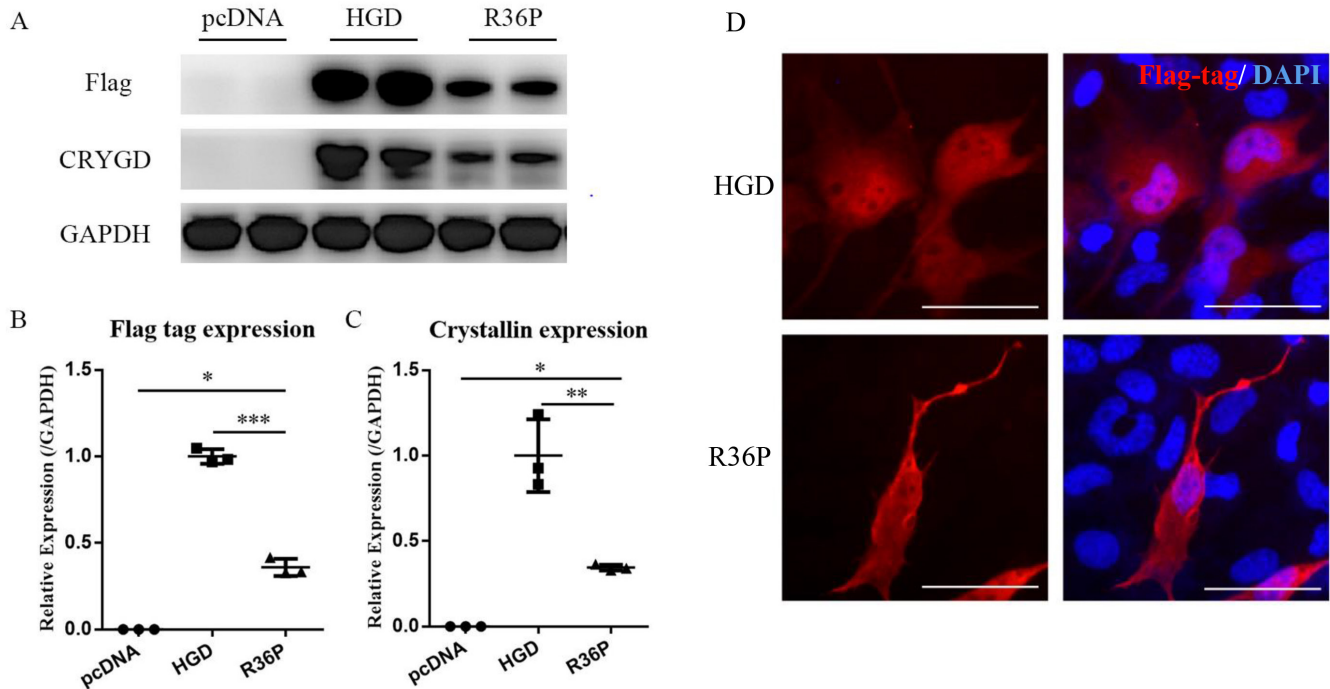 A
pcDNA HGD R36P
Flag
CRYGD
GAPDH
B
Flag tag expression
Relative Expression (/GAPDH)
1.5
1.0
0.5
0.0
*
***
pcDNA
HGD
R36P
C
Crystallin expression
Relative Expression (/GAPDH)
1.5
1.0
0.5
0.0
*
**
pcDNA
HGD
R36P
D
Flag-tag/ DAPI
HGD
R36P